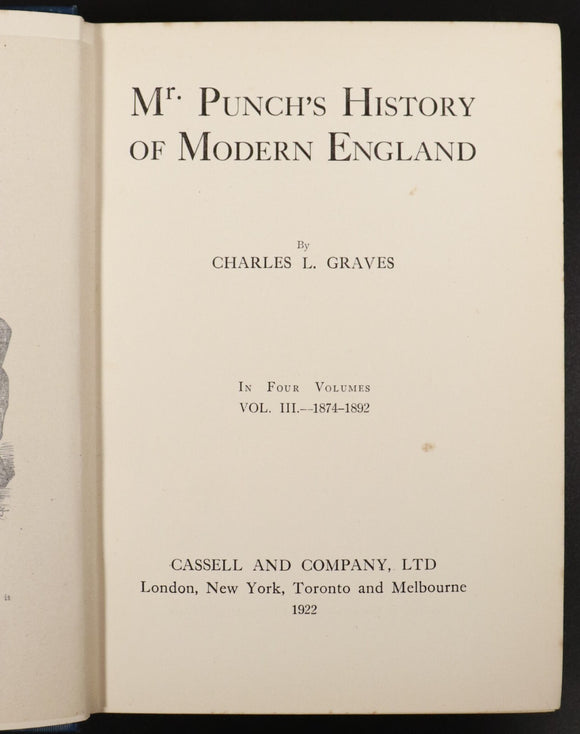 Mr. PUNCH'S HISTORY
OF MODERN ENGLAND
By
CHARLES L. GRAVES
IN FOUR VOLUMES
VOL. III.—1874–1892
CASSELL AND COMPANY, LTD
London, New York, Toronto and Melbourne
1922
it